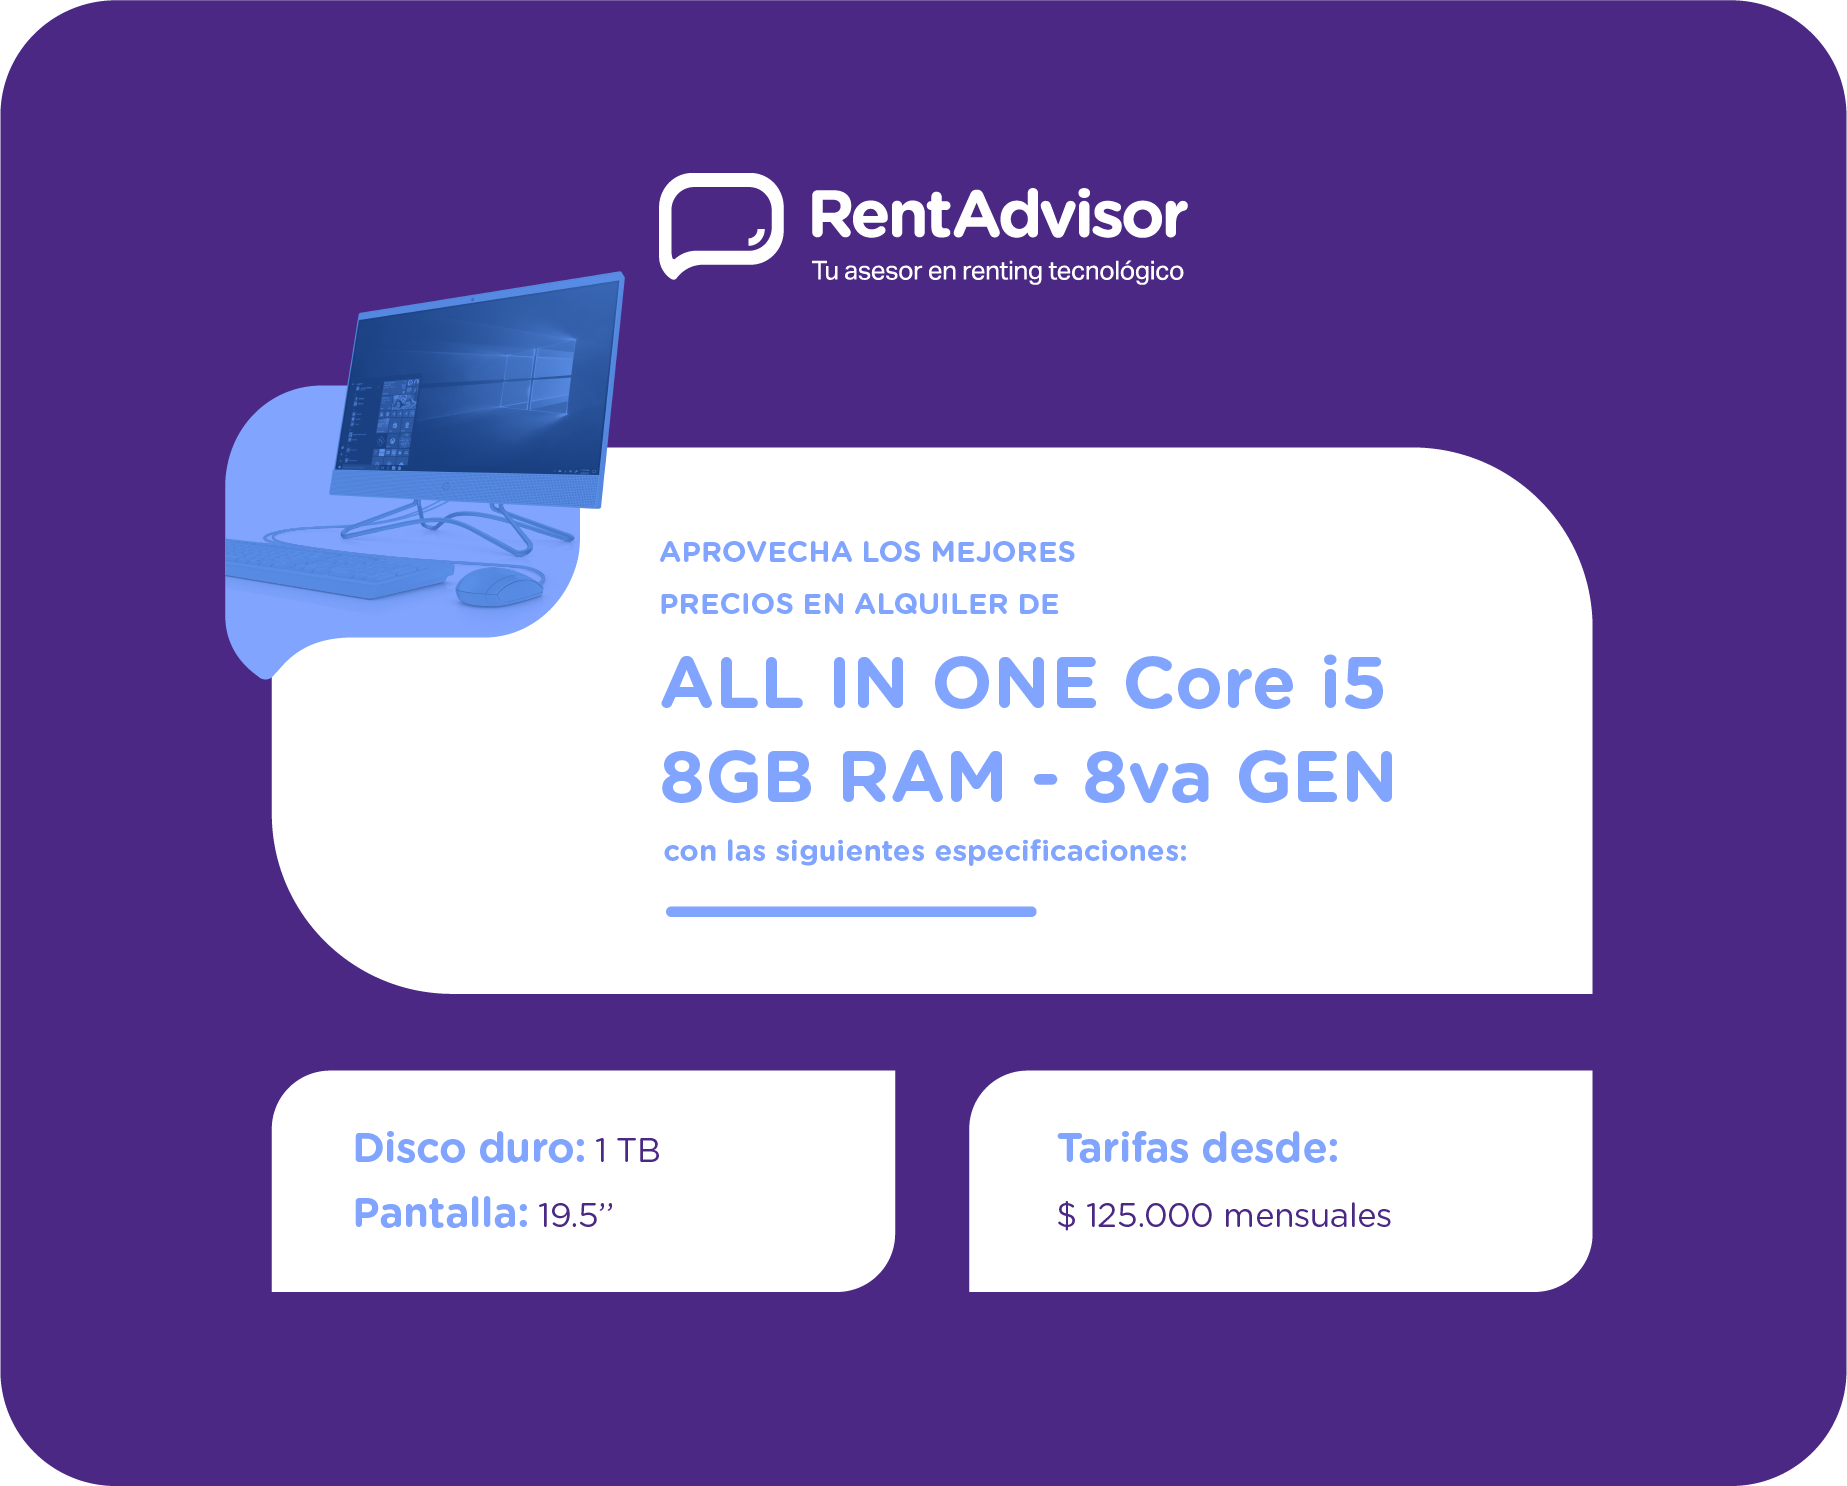 RentAdvisor
Tu asesor en renting tecnológico
APROVECHA LOS MEJORES
PRECIOS EN ALQUILER DE
ALL IN ONE Core i5
8GB RAM - 8va GEN
con las siguientes especificaciones:
Disco duro: 1 TB
Pantalla: 19.5’’
Tarifas desde:
$ 125.000 mensuales